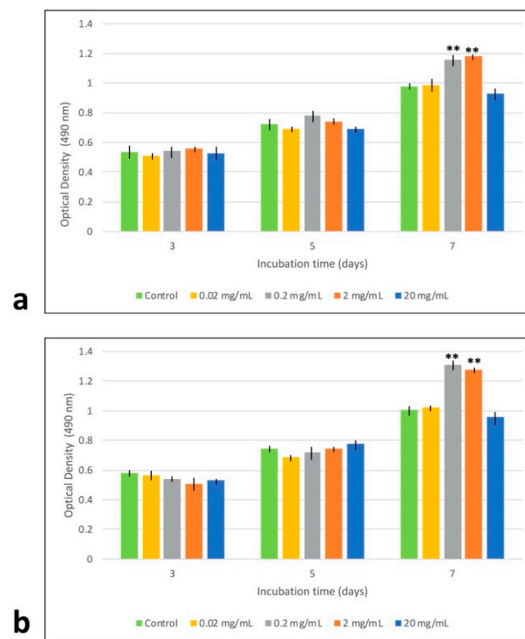 1.4
1.2
** **
1
0.8
0.6
0.4
0.2
0
Optical Density (490 nm)
3 5 7
Incubation time (days)
Control 0.02 mg/mL 0.2 mg/mL 2 mg/mL 20 mg/mL
a
1.4
** **
1.2
1
0.8
0.6
0.4
0.2
0
Optical Density (490 nm)
3 5 7
Incubation time (days)
Control 0.02 mg/mL 0.2 mg/mL 2 mg/mL 20 mg/mL
b